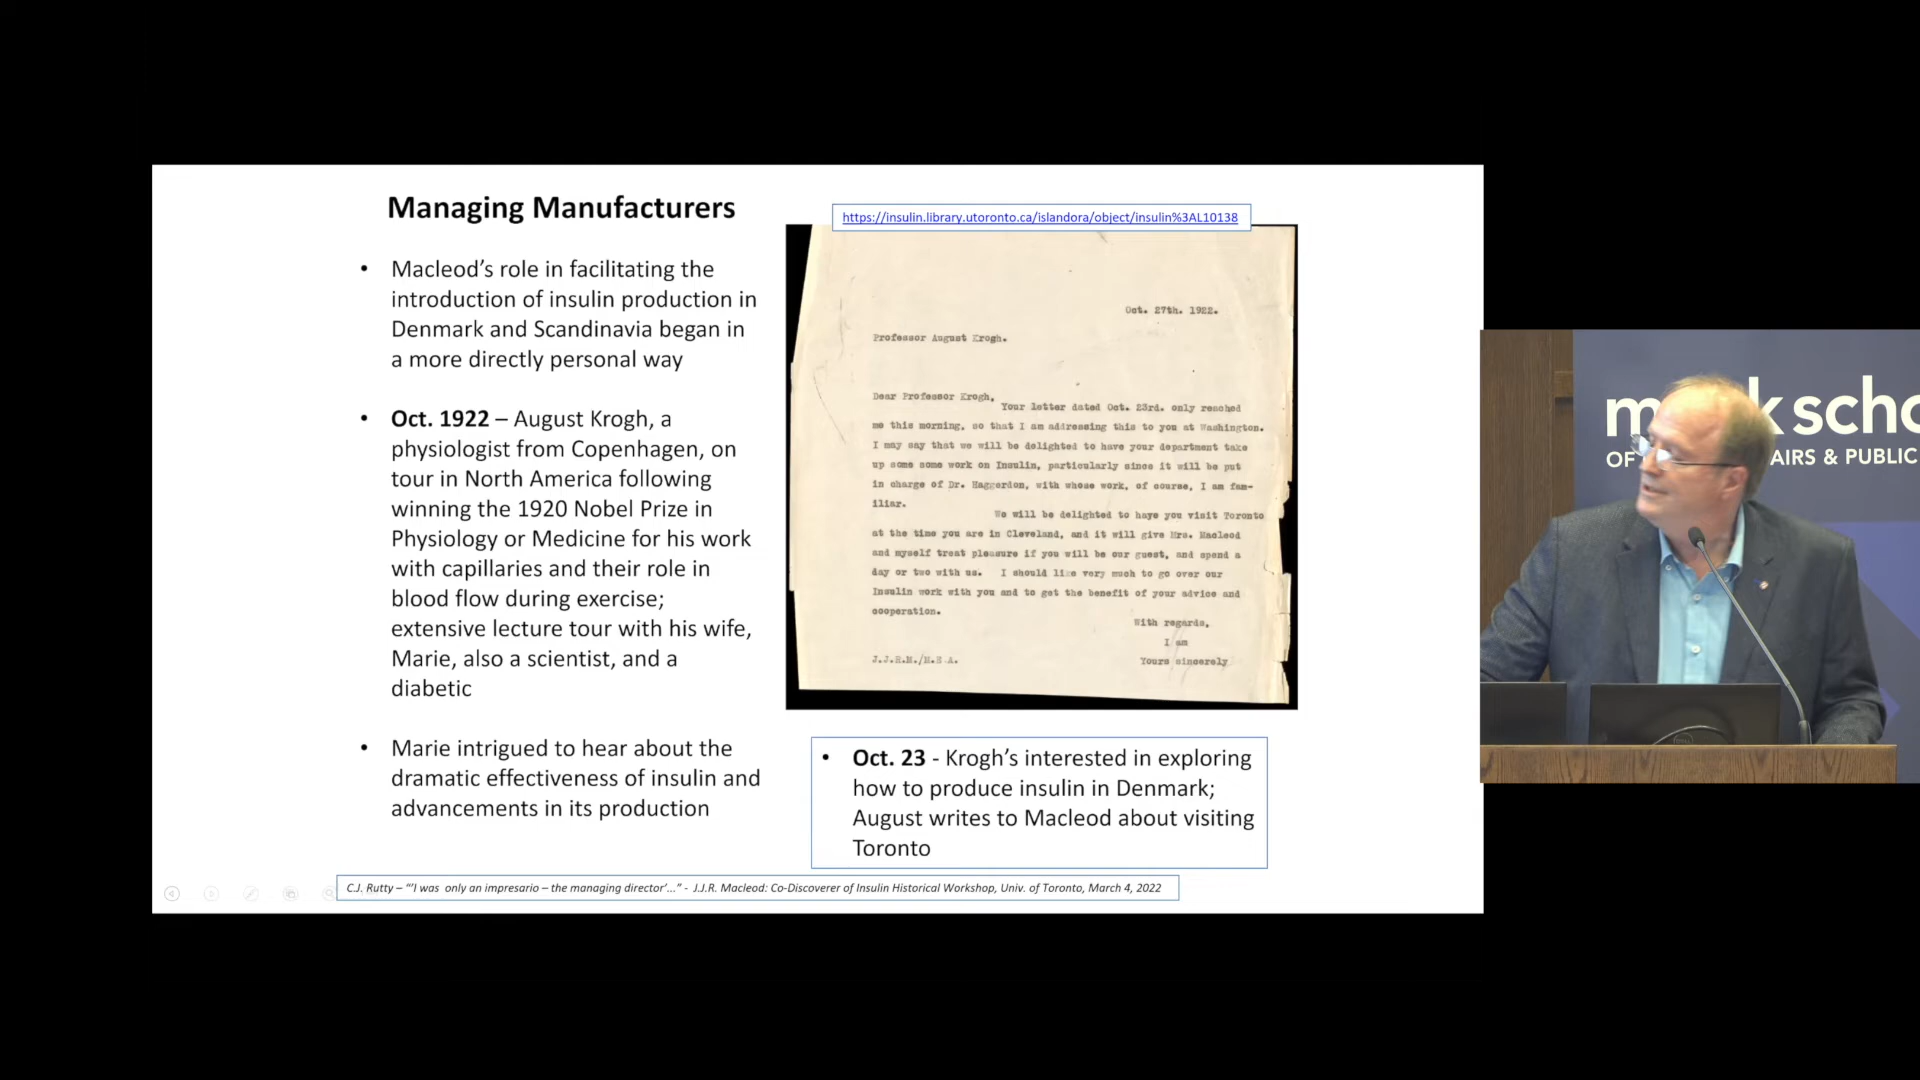 Managing Manufacturers
• Macleod's role in facilitating the
introduction of insulin production in
Denmark and Scandinavia began in
a more directly personal way
• Oct. 1922 – August Krogh, a
physiologist from Copenhagen, on
tour in North America following
winning the 1920 Nobel Prize in
Physiology or Medicine for his work
with capillaries and their role in
blood flow during exercise;
extensive lecture tour with his wife,
Marie, also a scientist, and a
diabetic
• Marie intrigued to hear about the
dramatic effectiveness of insulin and
advancements in its production
https://insulin.library.utoronto.ca/islandora/object/insulin%3AL10138
Oct. 27th. 1922.
Professor August Krogh.
Dear Professor Krogh,
Your letter dated Oct. 23rd. only reached
me this morning, so that I am addressing this to you at Washington.
I may say that we will be delighted to have your department take
up some some work on Insulin, particularly since it will be put
in charge of Dr. Haggerdon, with whose work, of course, I am fam-
iliar.
We will be delighted to have you visit Toronto
at the time you are in Cleveland, and it will give Mrs. Macleod
and myself treat pleasure if you will be our guest, and spend a
day or two with us. I should like very much to go over our
Insulin work with you and to get the benefit of your advice and
cooperation.
With regards,
I am
Yours sincerely
J.J.R.M./M.B A.
• Oct. 23 - Krogh's interested in exploring
how to produce insulin in Denmark;
August writes to Macleod about visiting
Toronto
C.J. Rutty – "'I was only an impresario – the managing director'..." - J.J.R. Macleod: Co-Discoverer of Insulin Historical Workshop, Univ. of Toronto, March 4, 2022
m k scho
OF AIRS & PUBLIC